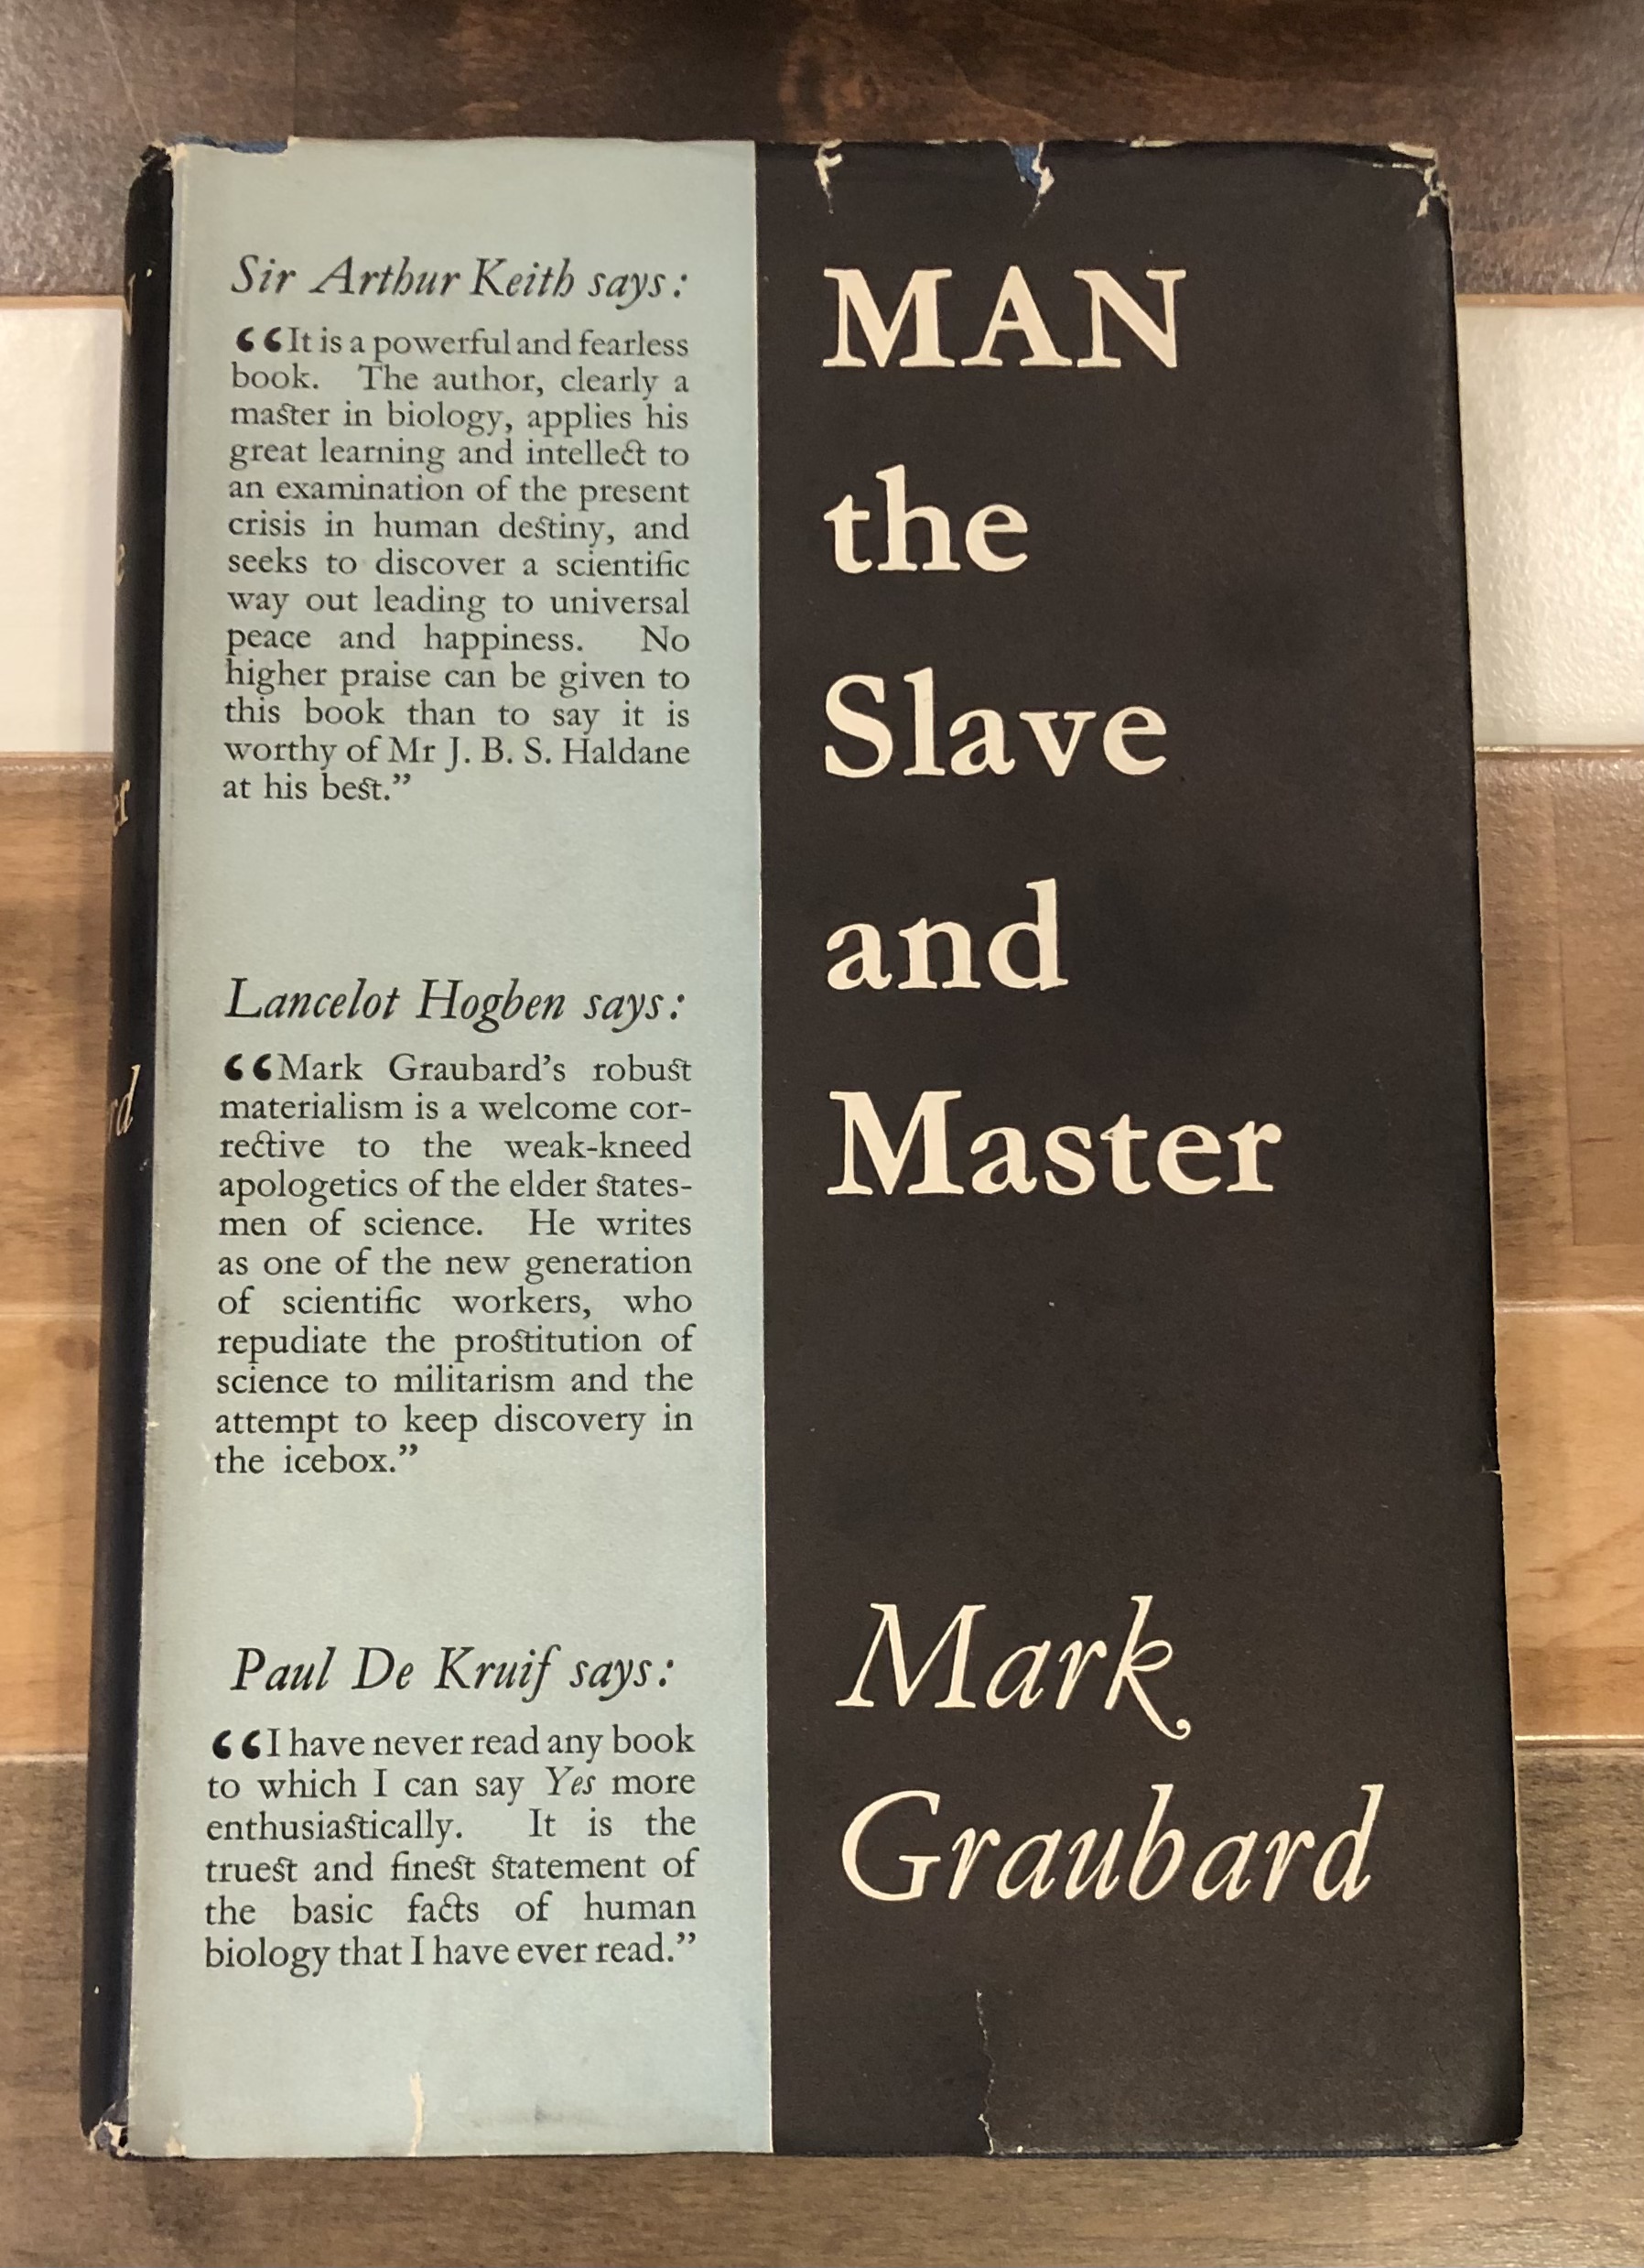 Sir Arthur Keith says:
“It is a powerful and fearless
book. The author, clearly a
master in biology, applies his
great learning and intellect to
an examination of the present
crisis in human destiny, and
seeks to discover a scientific
way out leading to universal
peace and happiness. No
higher praise can be given to
this book than to say it is
worthy of Mr J. B. S. Haldane
at his best.”
Lancelot Hogben says:
“Mark Graubard’s robust
materialism is a welcome cor-
rective to the weak-kneed
apologetics of the elder states-
men of science. He writes
as one of the new generation
of scientific workers, who
repudiate the prostitution of
science to militarism and the
attempt to keep discovery in
the icebox.”
Paul De Kruif says:
“I have never read any book
to which I can say Yes more
enthusiastically. It is the
truest and finest statement of
the basic facts of human
biology that I have ever read.”
MAN
the
Slave
and
Master
Mark
Graubard